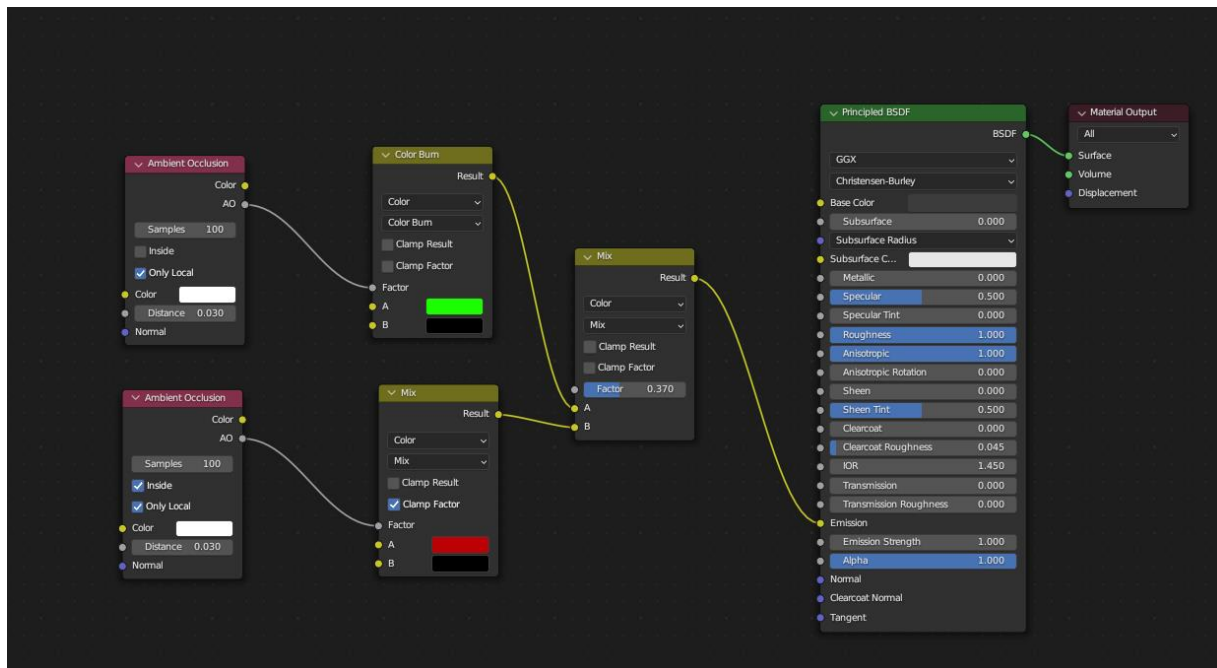 Ambient Occlusion
Color
AO
Samples 100
Inside
Only Local
Color
Distance 0.030
Normal
Ambient Occlusion
Color
AO
Samples 100
Inside
Only Local
Color
Distance 0.030
Normal
Color Burn
Result
Color
Color Burn
Clamp Result
Clamp Factor
Factor
A
B
Mix
Result
Color
Mix
Clamp Result
Clamp Factor
Factor
A
B
Mix
Result
Color
Mix
Clamp Result
Clamp Factor
Factor 0.370
A
B
Principled BSDF
BSDF
GGX
Christensen-Burley
Base Color
Subsurface 0.000
Subsurface Radius
Subsurface C...
Metallic 0.000
Specular 0.500
Specular Tint 0.000
Roughness 1.000
Anisotropic 1.000
Anisotropic Rotation 0.000
Sheen 0.000
Sheen Tint 0.500
Clearcoat 0.000
Clearcoat Roughness 0.045
IOR 1.450
Transmission 0.000
Transmission Roughness 0.000
Emission
Emission Strength 1.000
Alpha 1.000
Normal
Clearcoat Normal
Tangent
Material Output
All
Surface
Volume
Displacement